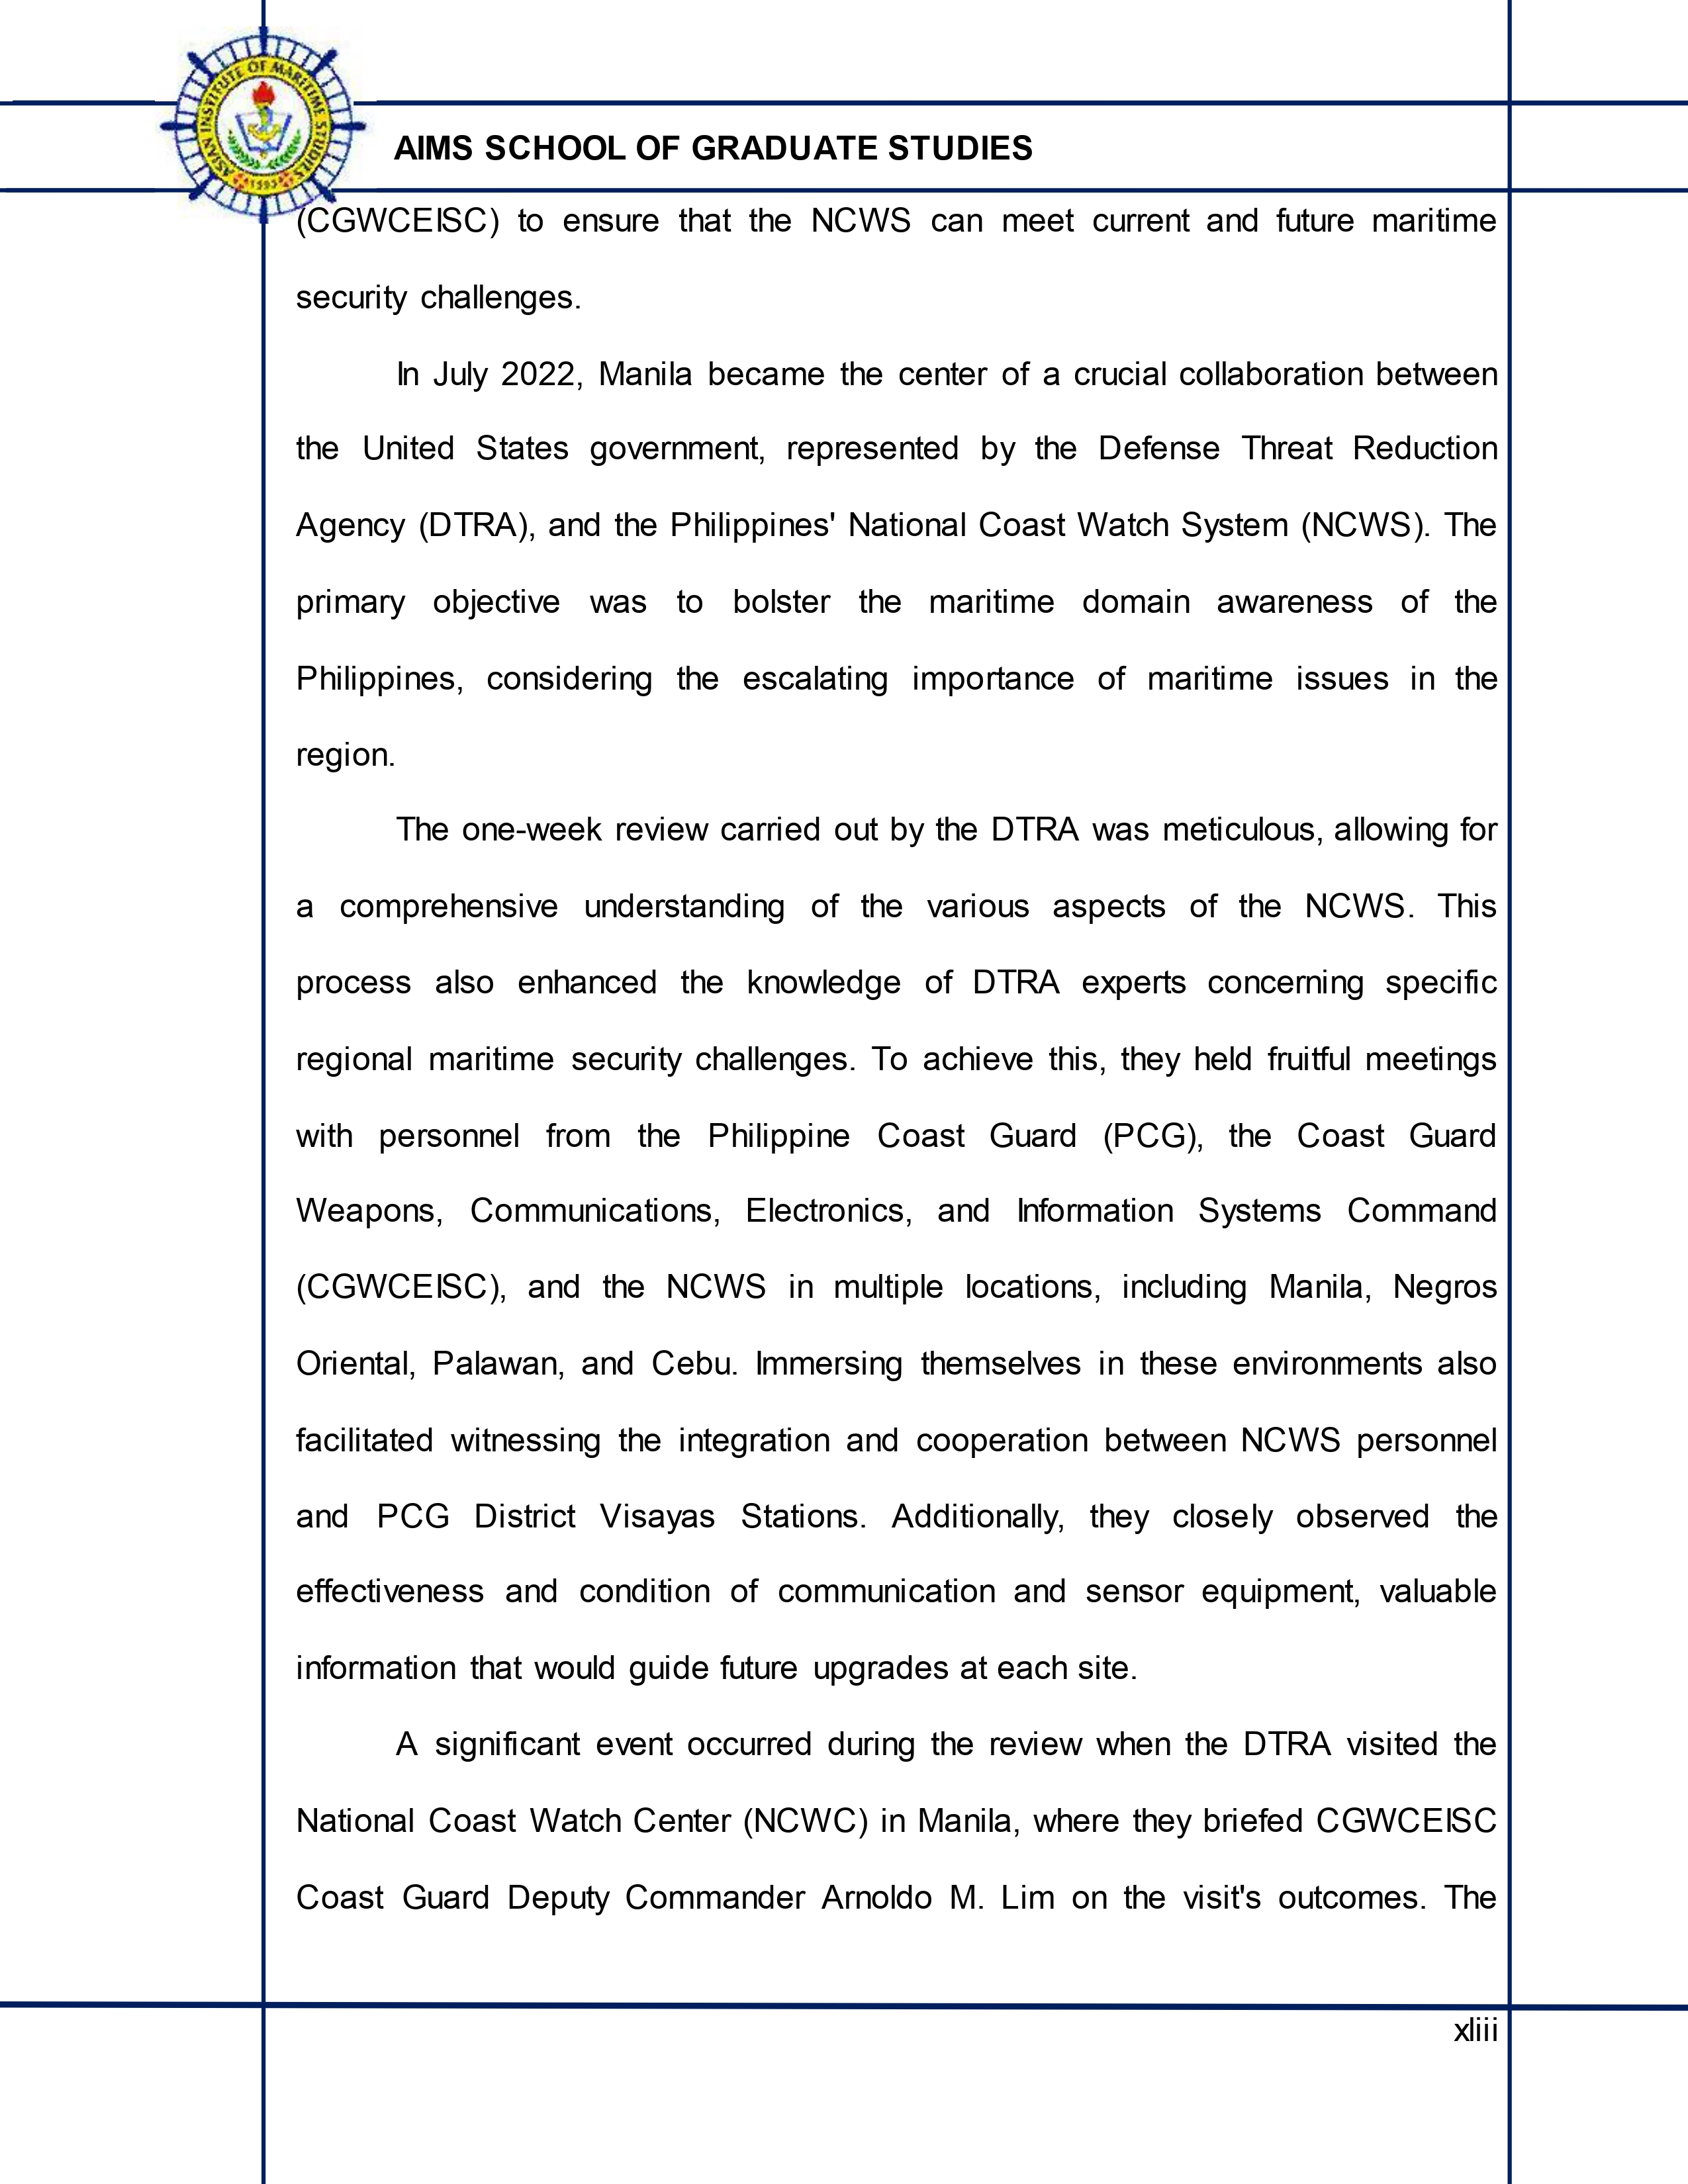 ASIAN INSTITUTE OF MARITIME STUDIES
1993
AIMS SCHOOL OF GRADUATE STUDIES
(CGWCEISC) to ensure that the NCWS can meet current and future maritime
security challenges.
In July 2022, Manila became the center of a crucial collaboration between
the United States government, represented by the Defense Threat Reduction
Agency (DTRA), and the Philippines' National Coast Watch System (NCWS). The
primary objective was to bolster the maritime domain awareness of the
Philippines, considering the escalating importance of maritime issues in the
region.
The one-week review carried out by the DTRA was meticulous, allowing for
a comprehensive understanding of the various aspects of the NCWS. This
process also enhanced the knowledge of DTRA experts concerning specific
regional maritime security challenges. To achieve this, they held fruitful meetings
with personnel from the Philippine Coast Guard (PCG), the Coast Guard
Weapons, Communications, Electronics, and Information Systems Command
(CGWCEISC), and the NCWS in multiple locations, including Manila, Negros
Oriental, Palawan, and Cebu. Immersing themselves in these environments also
facilitated witnessing the integration and cooperation between NCWS personnel
and PCG District Visayas Stations. Additionally, they closely observed the
effectiveness and condition of communication and sensor equipment, valuable
information that would guide future upgrades at each site.
A significant event occurred during the review when the DTRA visited the
National Coast Watch Center (NCWC) in Manila, where they briefed CGWCEISC
Coast Guard Deputy Commander Arnoldo M. Lim on the visit's outcomes. The
xliii